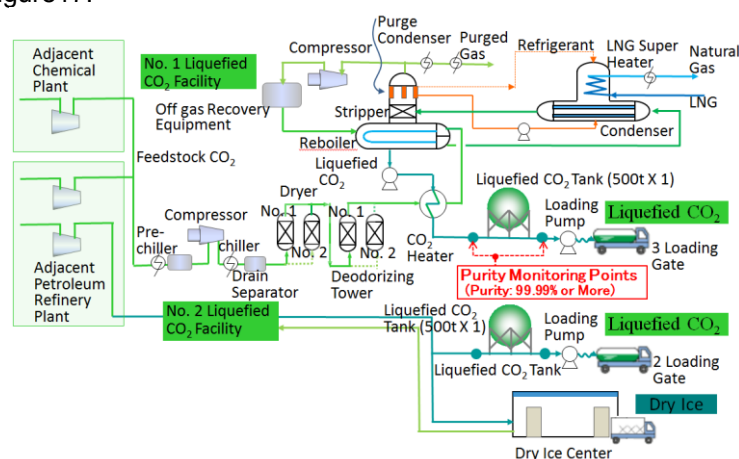 Adjacent
Chemical
Plant
No. 1 Liquefied
CO₂ Facility
Compressor
Purge
Condenser
Purged
Gas
Refrigerant
LNG Super
Heater
Natural
Gas
LNG
Off gas Recovery
Equipment
Stripper
Reboiler
Condenser
Feedstock CO₂
Liquefied
CO₂
Dryer
Compressor
No. 1
No. 1
Pre-
chiller
chiller
No. 2
No. 2
Drain
Separator
Deodorizing
Tower
CO₂
Heater
Liquefied CO₂ Tank (500t X 1)
Loading
Pump
Liquefied CO₂
3 Loading
Gate
Purity Monitoring Points
(Purity: 99.99% or More)
Adjacent
Petroleum
Refinery
Plant
No. 2 Liquefied
CO₂ Facility
Liquefied CO₂
Tank (500t X 1)
Loading
Pump
Liquefied CO₂
Liquefied CO₂ Tank
2 Loading
Gate
Dry Ice
Dry Ice Center